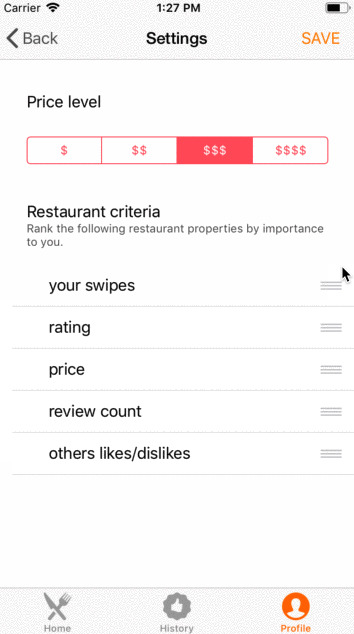 Carrier 1:27 PM
Back Settings SAVE
Price level
$ $$ $$$ $$$$
Restaurant criteria
Rank the following restaurant properties by importance
to you.
your swipes
rating
price
review count
others likes/dislikes
Home History Profile